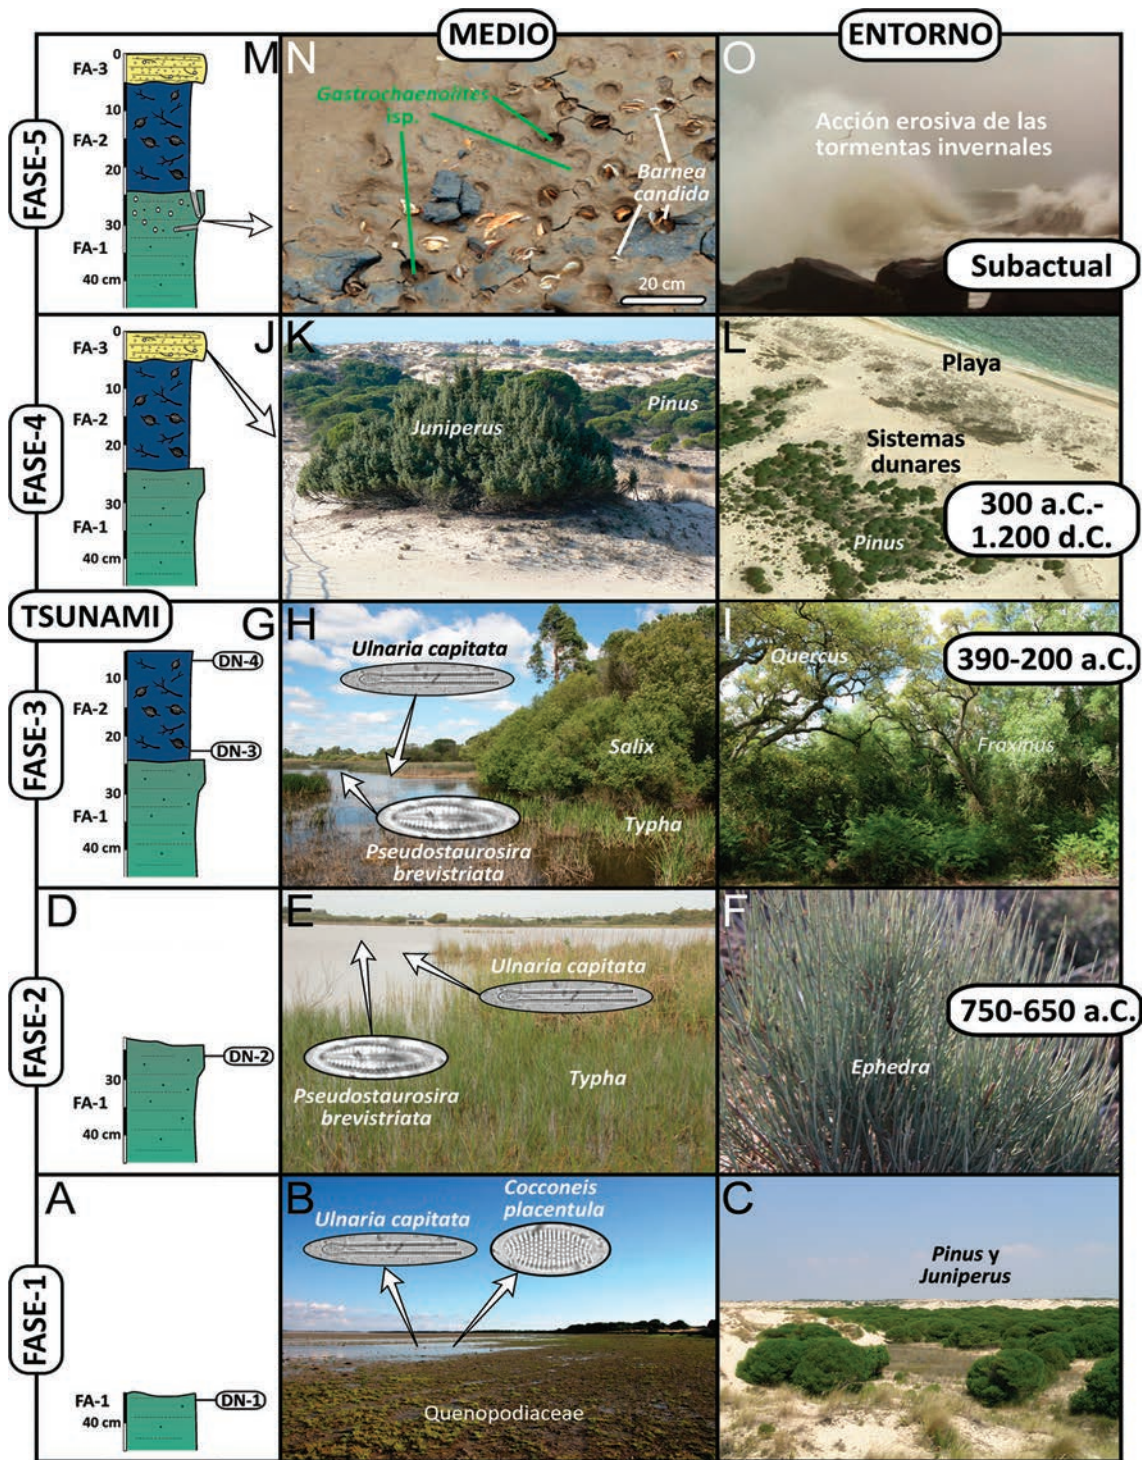 MEDIO
ENTORNO
FASE-5
M
0
FA-3
10
FA-2
20
30
FA-1
40 cm
N
Gastrochaenolites
isp.
Barnea
candida
20 cm
O
Acción erosiva de las
tormentas invernales
Subactual
FASE-4
J
0
FA-3
10
FA-2
20
30
FA-1
40 cm
K
Juniperus
Pinus
L
Playa
Sistemas
dunares
Pinus
300 a.C.-
1.200 d.C.
TSUNAMI
FASE-3
G
DN-4
10
FA-2
20
DN-3
30
FA-1
40 cm
H
Ulnaria capitata
Salix
Typha
Pseudostaurosira
brevistriata
I
Quercus
390-200 a.C.
Fraxinus
FASE-2
D
DN-2
30
FA-1
40 cm
E
Ulnaria capitata
Typha
Pseudostaurosira
brevistriata
F
750-650 a.C.
Ephedra
FASE-1
A
FA-1
DN-1
40 cm
B
Ulnaria capitata
Cocconeis
placentula
Quenopodiaceae
C
Pinus y
Juniperus